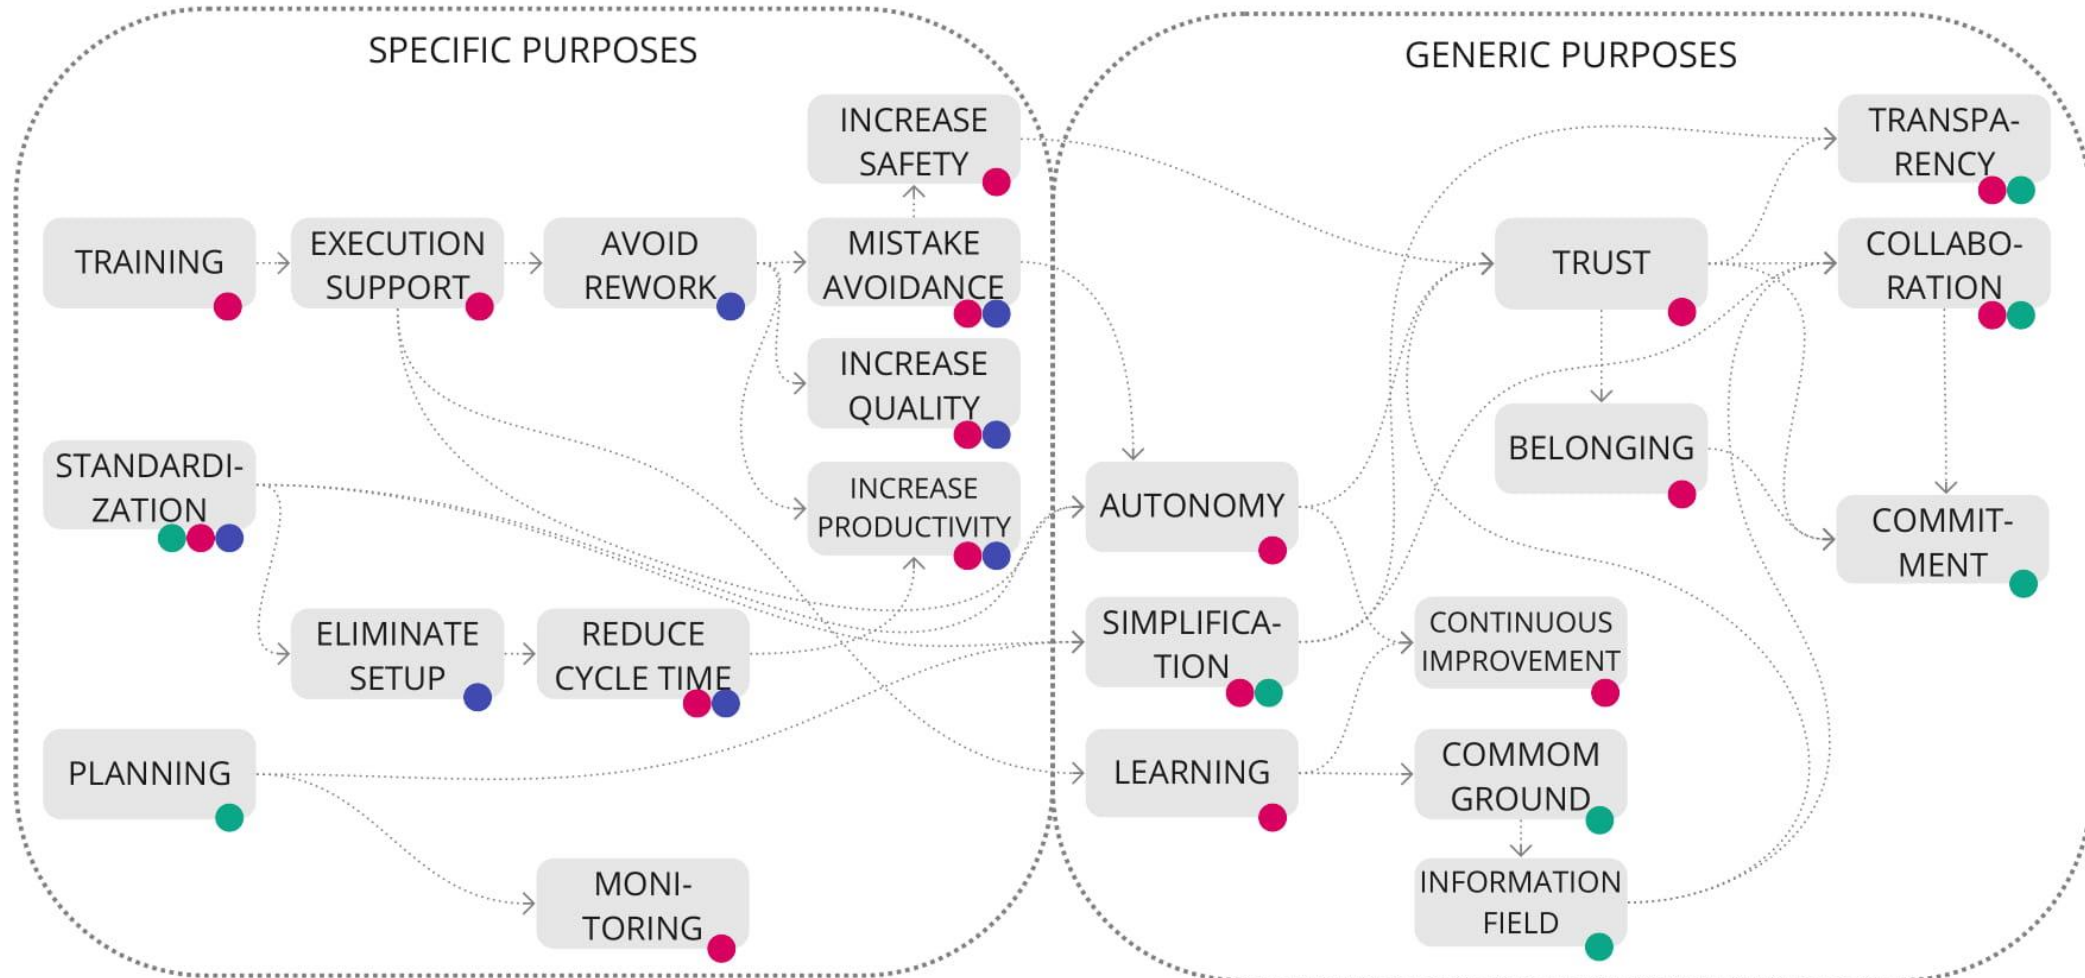 SPECIFIC PURPOSES
INCREASE
SAFETY
TRAINING
EXECUTION
SUPPORT
AVOID
REWORK
MISTAKE
AVOIDANCE
INCREASE
QUALITY
STANDARDI-
ZATION
INCREASE
PRODUCTIVITY
ELIMINATE
SETUP
REDUCE
CYCLE TIME
PLANNING
MONI-
TORING
GENERIC PURPOSES
TRANSPA-
RENCY
TRUST
COLLABO-
RATION
BELONGING
AUTONOMY
COMMIT-
MENT
SIMPLIFICA-
TION
CONTINUOUS
IMPROVEMENT
LEARNING
COMMOM
GROUND
INFORMATION
FIELD